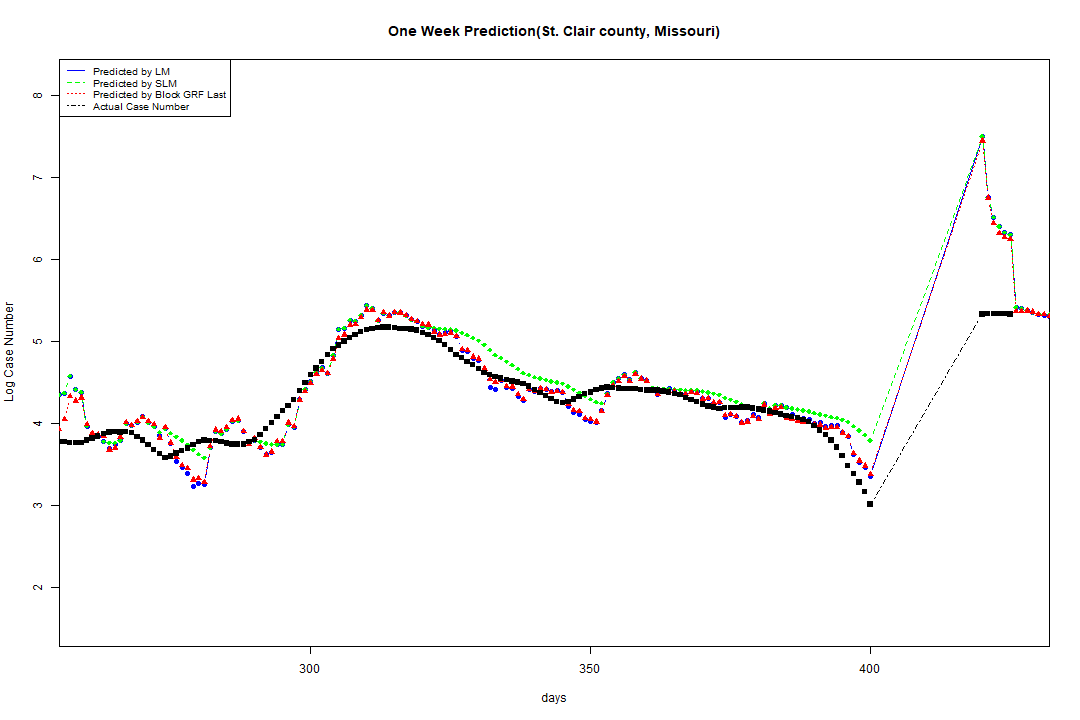 One Week Prediction(St. Clair county, Missouri)
Predicted by LM
Predicted by SLM
Predicted by Block GRF Last
Actual Case Number
8
7
6
5
4
3
2
Log Case Number
300 350 400
days